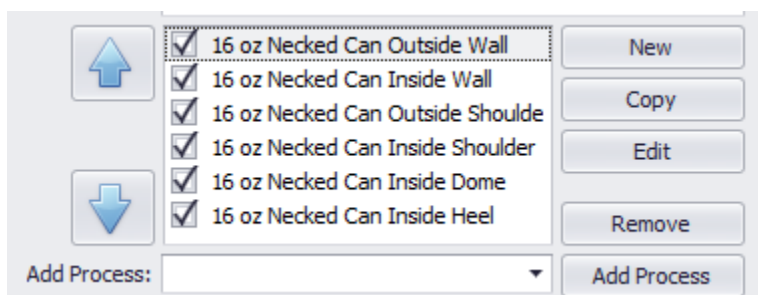 16 oz Necked Can Outside Wall
16 oz Necked Can Inside Wall
16 oz Necked Can Outside Shoulde
16 oz Necked Can Inside Shoulder
16 oz Necked Can Inside Dome
16 oz Necked Can Inside Heel
New
Copy
Edit
Remove
Add Process:
Add Process